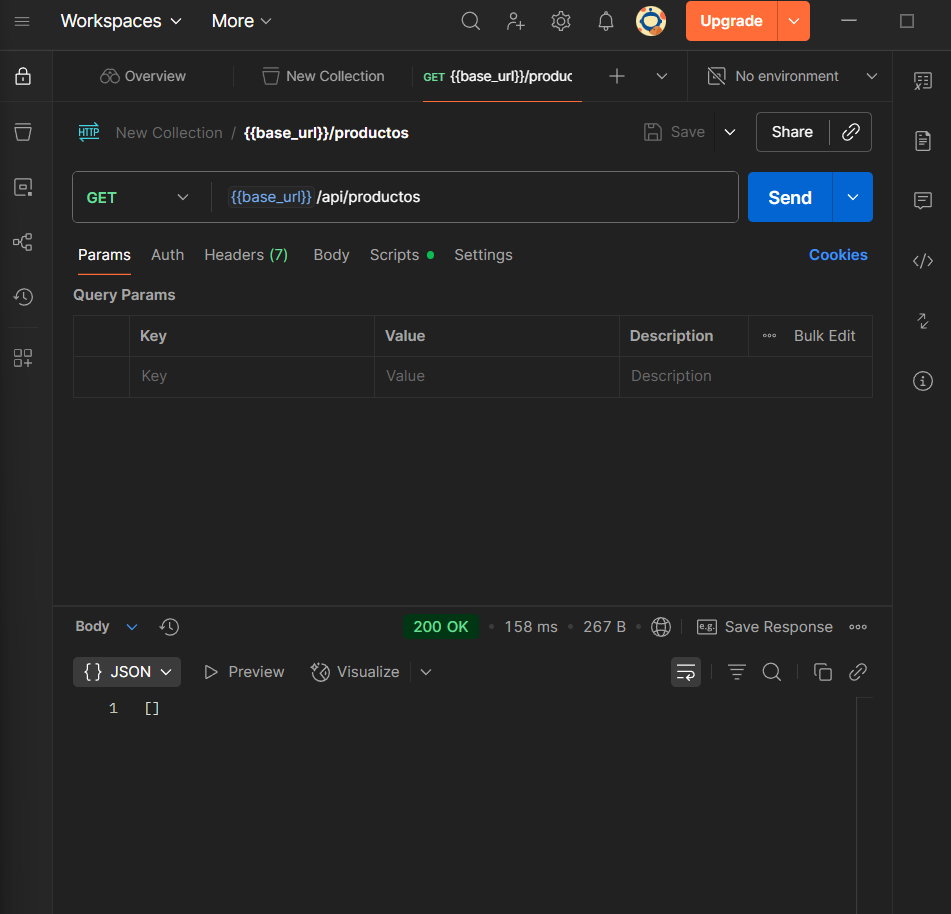 Workspaces More Upgrade
Overview New Collection GET {{base_url}}/produc No environment
HTTP New Collection / {{base_url}}/productos Save Share
GET {{base_url}} /api/productos Send
Params Auth Headers (7) Body Scripts Settings Cookies
Query Params
Key Value Description Bulk Edit
Key Value Description
Body 200 OK • 158 ms • 267 B • e.g. Save Response
{} JSON Preview Visualize
1 []